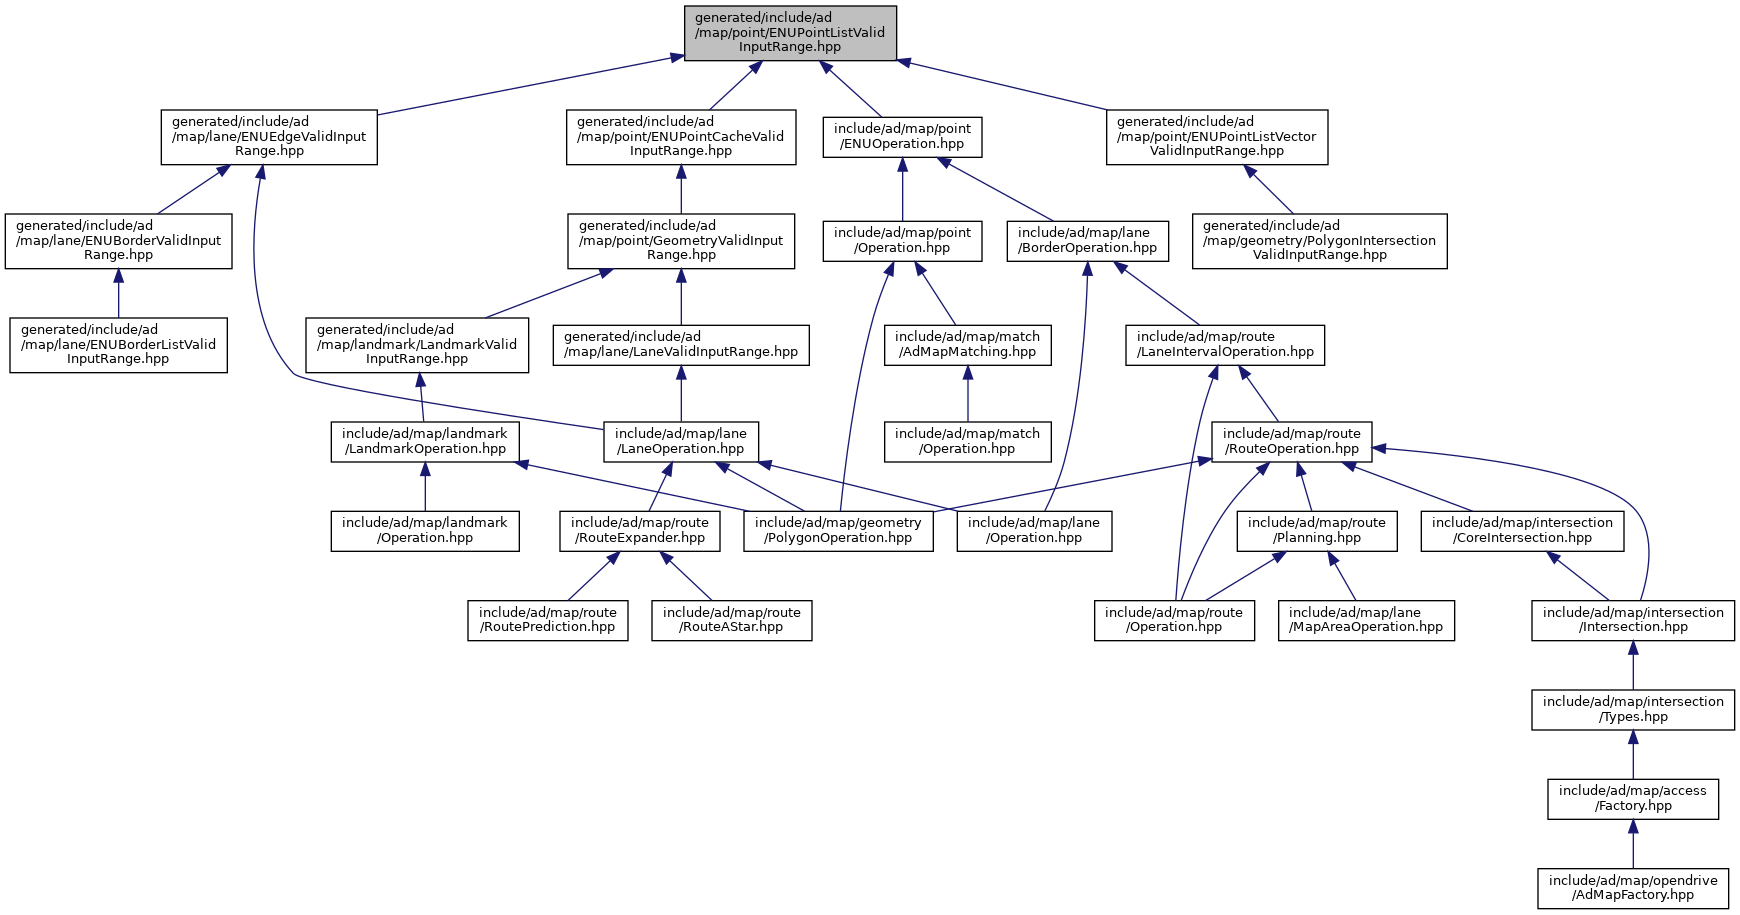 generated/include/ad
/map/point/ENUPointListValid
InputRange.hpp
generated/include/ad
/map/lane/ENUEdgeValidInput
Range.hpp
generated/include/ad
/map/point/ENUPointCacheValid
InputRange.hpp
include/ad/map/point
/ENUOperation.hpp
generated/include/ad
/map/point/ENUPointListVector
ValidInputRange.hpp
generated/include/ad
/map/lane/ENUBorderValidInput
Range.hpp
generated/include/ad
/map/point/GeometryValidInput
Range.hpp
include/ad/map/point
/Operation.hpp
include/ad/map/lane
/BorderOperation.hpp
generated/include/ad
/map/geometry/PolygonIntersection
ValidInputRange.hpp
generated/include/ad
/map/lane/ENUBorderListValid
InputRange.hpp
generated/include/ad
/map/landmark/LandmarkValid
InputRange.hpp
generated/include/ad
/map/lane/LaneValidInputRange.hpp
include/ad/map/match
/AdMapMatching.hpp
include/ad/map/route
/LaneIntervalOperation.hpp
include/ad/map/landmark
/LandmarkOperation.hpp
include/ad/map/lane
/LaneOperation.hpp
include/ad/map/match
/Operation.hpp
include/ad/map/route
/RouteOperation.hpp
include/ad/map/landmark
/Operation.hpp
include/ad/map/route
/RouteExpander.hpp
include/ad/map/geometry
/PolygonOperation.hpp
include/ad/map/lane
/Operation.hpp
include/ad/map/route
/Planning.hpp
include/ad/map/intersection
/CoreIntersection.hpp
include/ad/map/route
/RoutePrediction.hpp
include/ad/map/route
/RouteAStar.hpp
include/ad/map/route
/Operation.hpp
include/ad/map/lane
/MapAreaOperation.hpp
include/ad/map/intersection
/Intersection.hpp
include/ad/map/intersection
/Types.hpp
include/ad/map/access
/Factory.hpp
include/ad/map/opendrive
/AdMapFactory.hpp